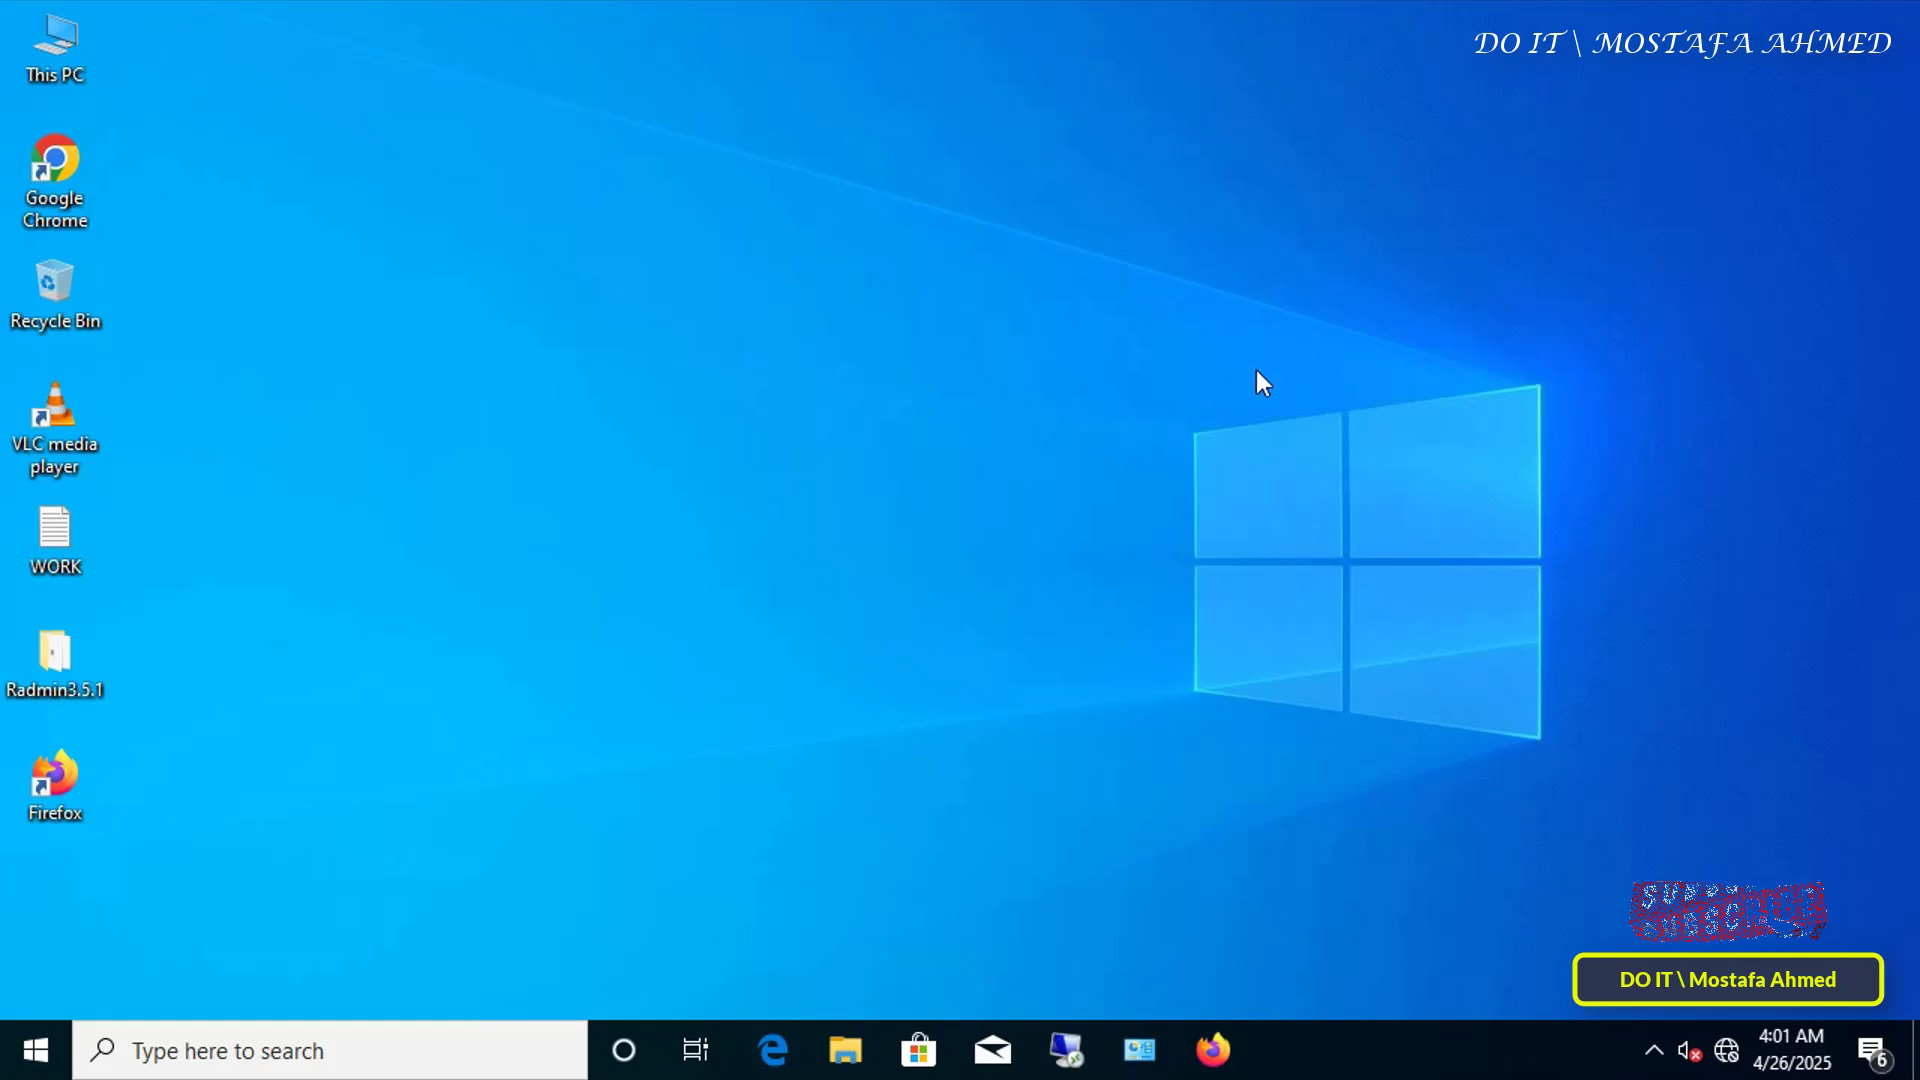 DO IT \ MOSTAFA AHMED
This PC
Google
Chrome
Recycle Bin
VLC media
player
WORK
Radmin3.5.1
Firefox
DO IT \ Mostafa Ahmed
Type here to search
4:01 AM
4/26/2025
6